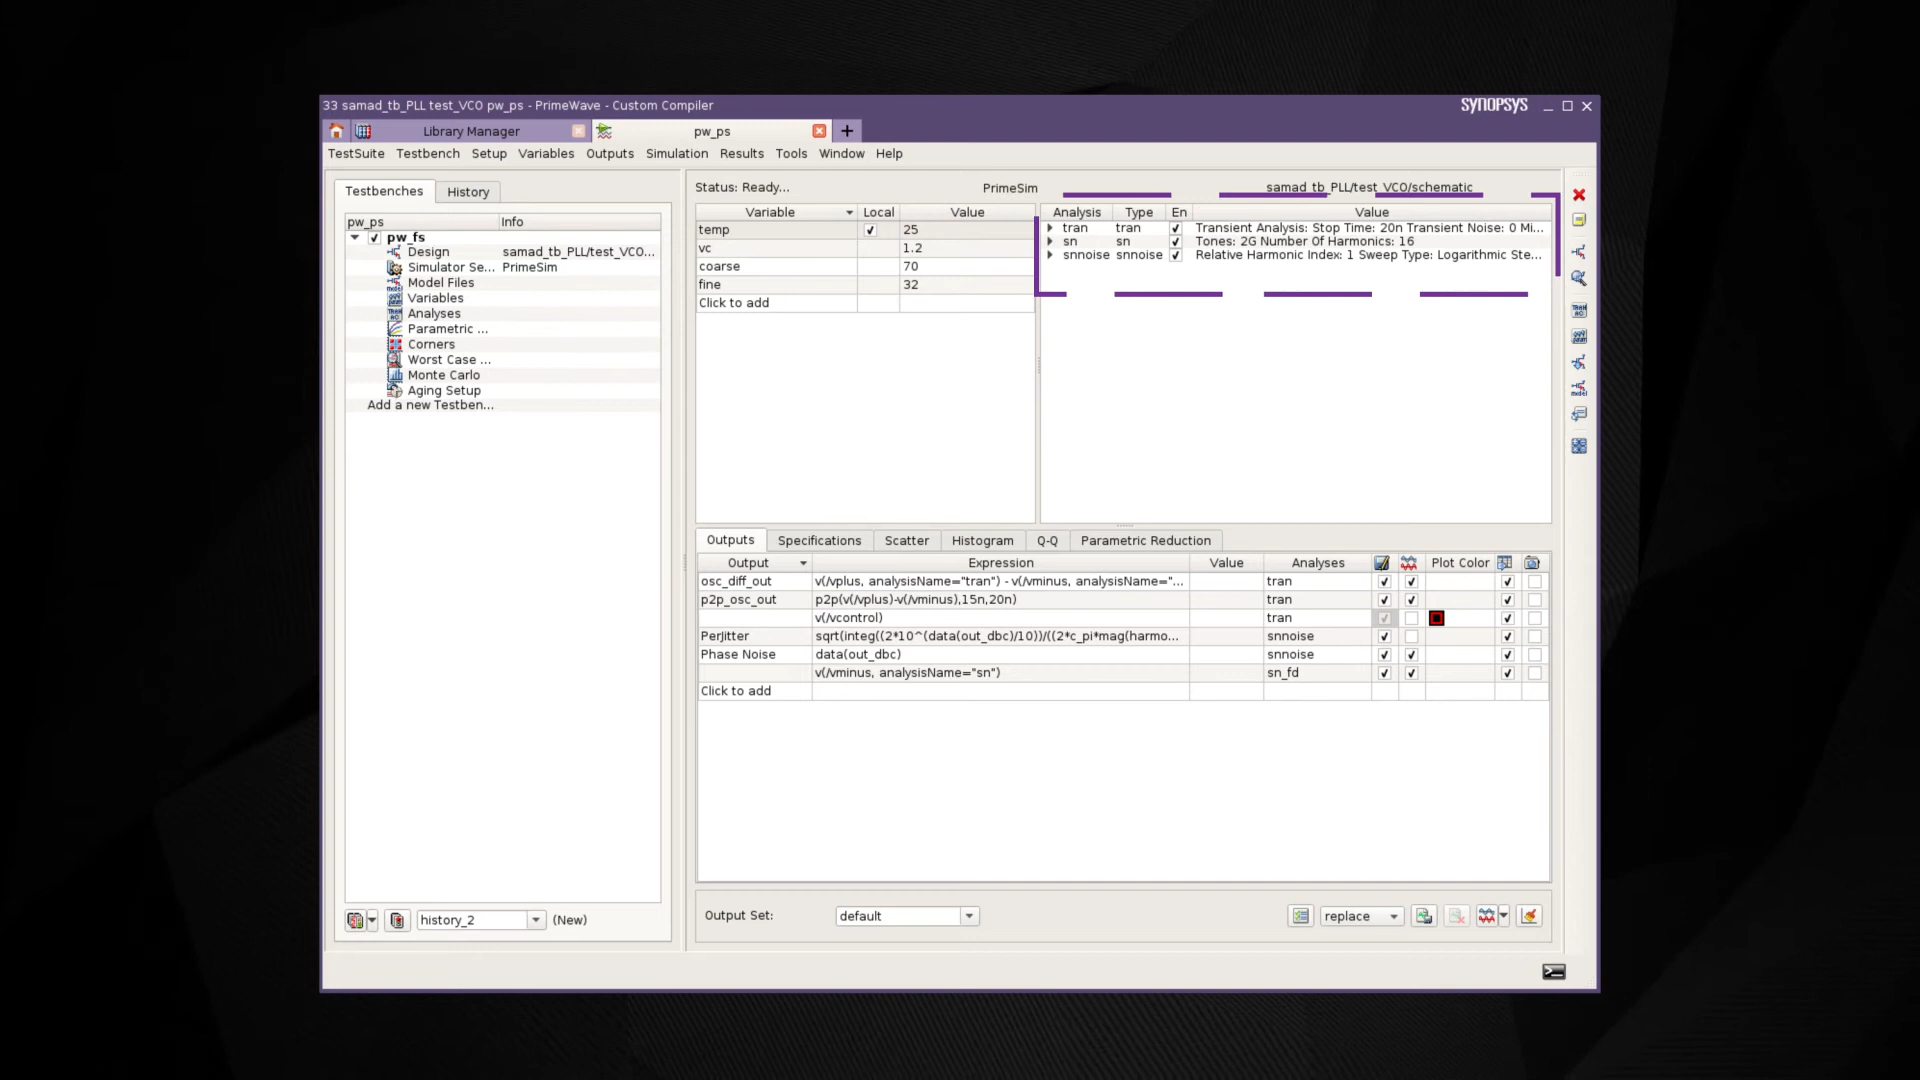 33 samad_tb_PLL test_VCO pw_ps - PrimeWave - Custom Compiler
SYNOPSYS
Library Manager
pw_ps
TestSuite Testbench Setup Variables Outputs Simulation Results Tools Window Help
Testbenches History
pw_ps Info
pw_fs
Design samad_tb_PLL/test_VCO...
Simulator Se... PrimeSim
Model Files
Variables
Analyses
Parametric ...
Corners
Worst Case ...
Monte Carlo
Aging Setup
Add a new Testben...
history_2 (New)
Status: Ready... PrimeSim samad_tb_PLL/test_VCO/schematic
Variable Local Value
temp 25
vc 1.2
coarse 70
fine 32
Click to add
Analysis Type En Value
tran tran Transient Analysis: Stop Time: 20n Transient Noise: 0 Mi...
sn sn Tones: 2G Number Of Harmonics: 16
snnoise snnoise Relative Harmonic Index: 1 Sweep Type: Logarithmic Ste...
Outputs Specifications Scatter Histogram Q-Q Parametric Reduction
Output Expression Value Analyses Plot Color
osc_diff_out v(/vplus, analysisName="tran") - v(/vminus, analysisName="... tran
p2p_osc_out p2p(v(/vplus)-v(/vminus),15n,20n) tran
v(/vcontrol) tran
PerJitter sqrt(integ((2*10^(data(out_dbc)/10))/((2*c_pi*mag(harmo... snnoise
Phase Noise data(out_dbc) snnoise
v(/vminus, analysisName="sn") sn_fd
Click to add
Output Set: default replace